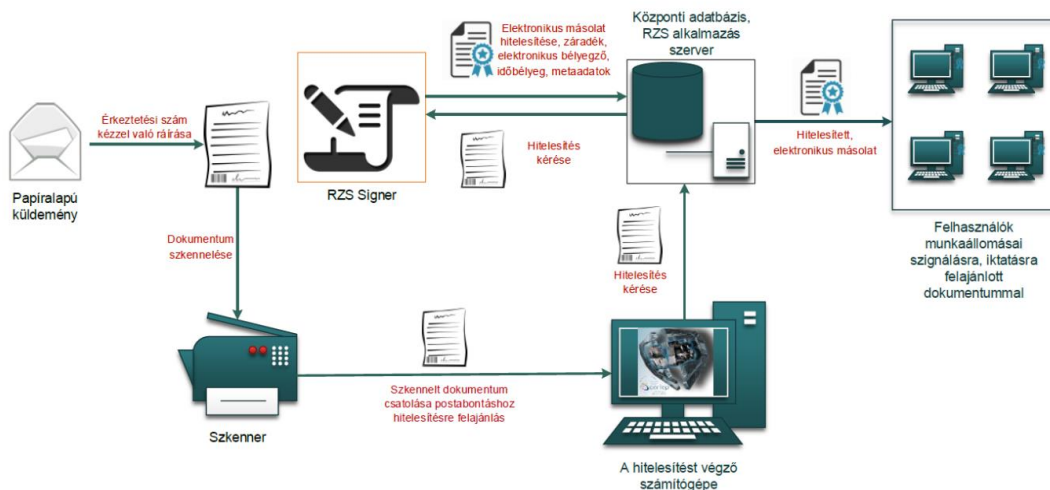 Elektronikus másolat
hitelesítése, záradék,
elektronikus bélyegző,
időbélyeg, metaadatok
Központi adatbázis,
RZS alkalmazás
szerver
Érkeztetési szám
kézzel való ráírása
Papíralapú
küldemény
RZS Signer
Hitelesítés
kérése
Hitelesített,
elektronikus másolat
Felhasználók
munkaállomásai
szignálásra, iktatásra
felajánlott
dokumentummal
Dokumentum
szkennelése
Hitelesítés
kérése
Szkennelt dokumentum
csatolása postabontáshoz
hitelesítésre felajánlás
Szkenner
A hitelesítést végző
számítógépe